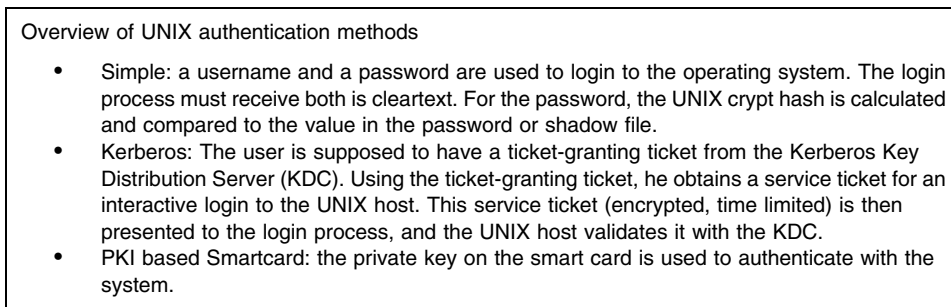 Overview of UNIX authentication methods
• Simple: a username and a password are used to login to the operating system. The login
process must receive both is cleartext. For the password, the UNIX crypt hash is calculated
and compared to the value in the password or shadow file.
• Kerberos: The user is supposed to have a ticket-granting ticket from the Kerberos Key
Distribution Server (KDC). Using the ticket-granting ticket, he obtains a service ticket for an
interactive login to the UNIX host. This service ticket (encrypted, time limited) is then
presented to the login process, and the UNIX host validates it with the KDC.
• PKI based Smartcard: the private key on the smart card is used to authenticate with the
system.